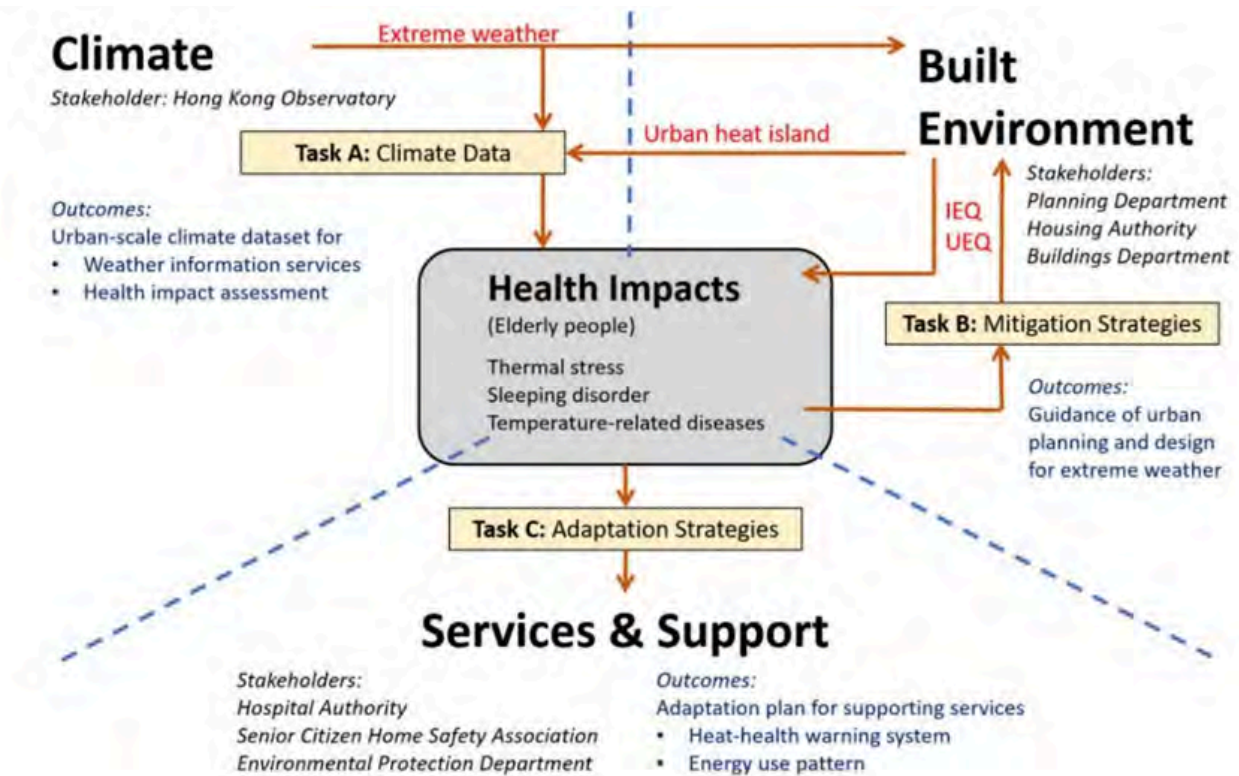 Climate
Stakeholder: Hong Kong Observatory
Extreme weather
Built
Environment
Stakeholders:
Planning Department
Housing Authority
Buildings Department
Task A: Climate Data
Urban heat island
IEQ
UEQ
Outcomes:
Urban-scale climate dataset for
• Weather information services
• Health impact assessment
Health Impacts
(Elderly people)
Thermal stress
Sleeping disorder
Temperature-related diseases
Task B: Mitigation Strategies
Outcomes:
Guidance of urban
planning and design
for extreme weather
Task C: Adaptation Strategies
Services & Support
Stakeholders:
Hospital Authority
Senior Citizen Home Safety Association
Environmental Protection Department
Outcomes:
Adaptation plan for supporting services
• Heat-health warning system
• Energy use pattern